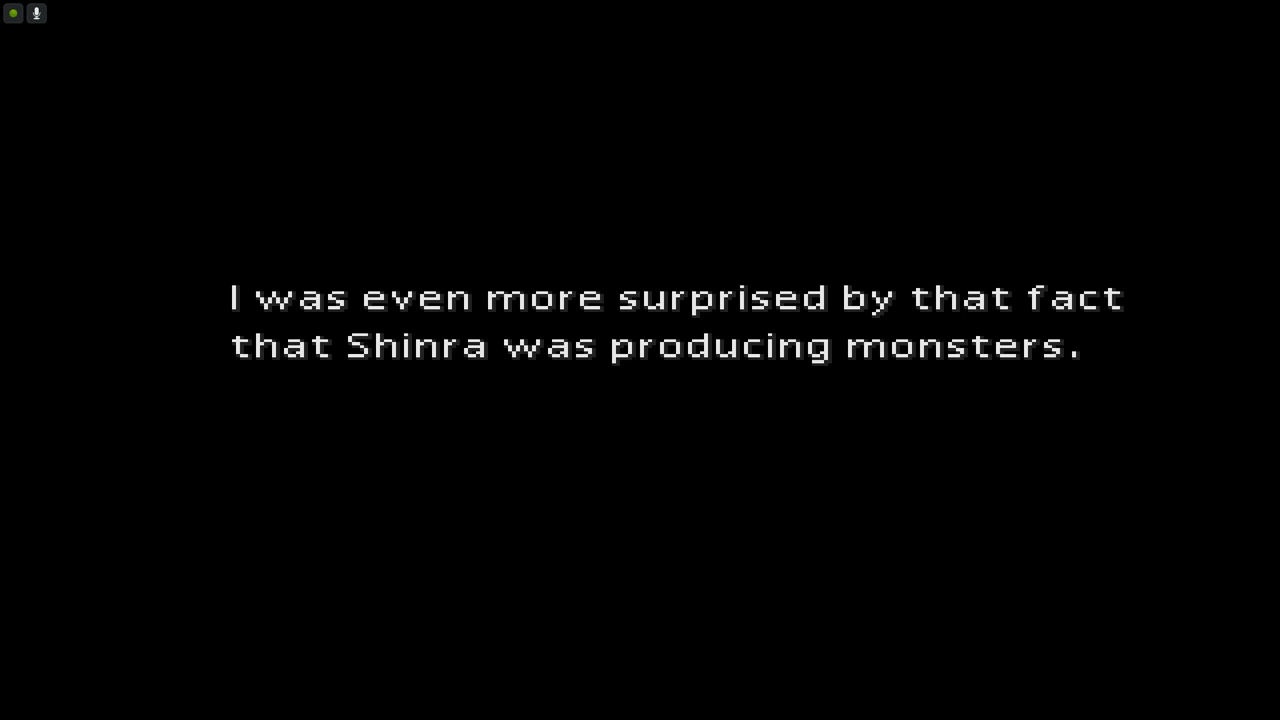 I was even more surprised by that fact
that Shinra was producing monsters.